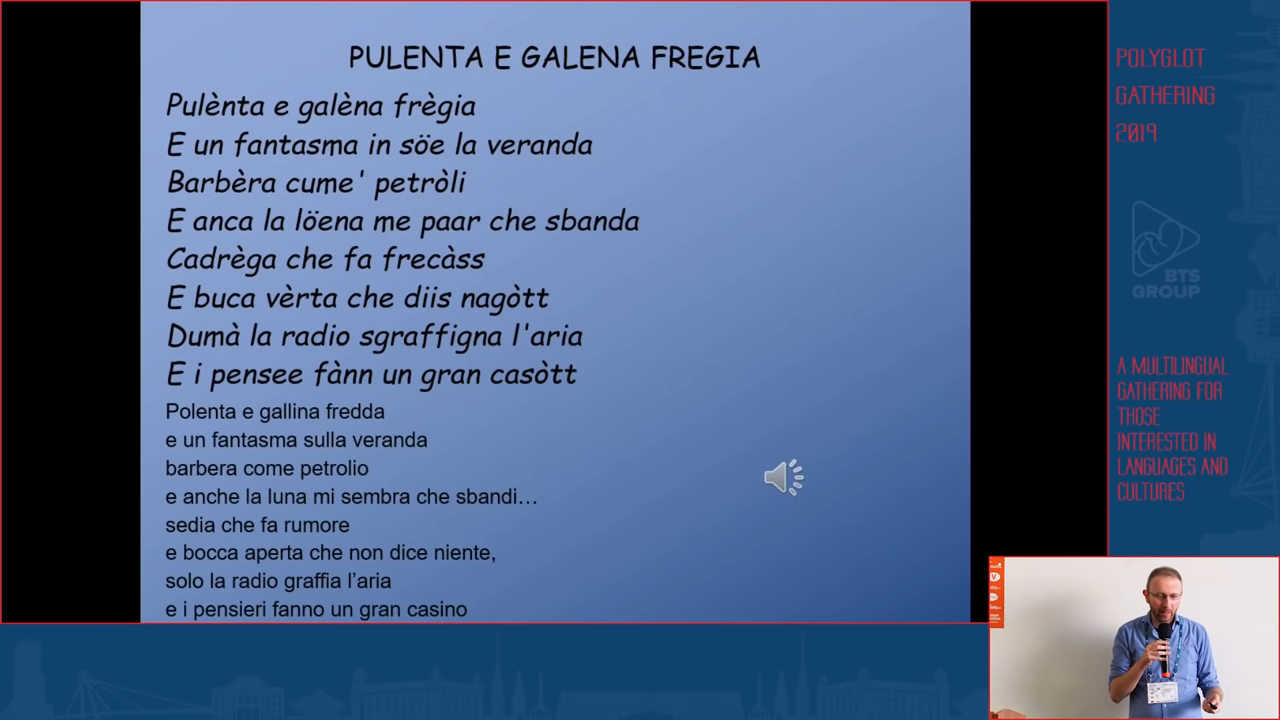 PULENTA E GALENA FREGIA
Pulènta e galèna frègia
E un fantasma in söe la veranda
Barbèra cume' petròli
E anca la löena me paar che sbanda
Cadrèga che fa frecàss
E buca vèrta che diis nagòtt
Dumà la radio sgraffigna l'aria
E i pensee fànn un gran casòtt
Polenta e gallina fredda
e un fantasma sulla veranda
barbera come petrolio
e anche la luna mi sembra che sbandi…
sedia che fa rumore
e bocca aperta che non dice niente,
solo la radio graffia l’aria
e i pensieri fanno un gran casino
POLYGLOT
GATHERING
2019
BTS
GROUP
A MULTILINGUAL
GATHERING FOR
THOSE
INTERESTED IN
LANGUAGES AND
CULTURES